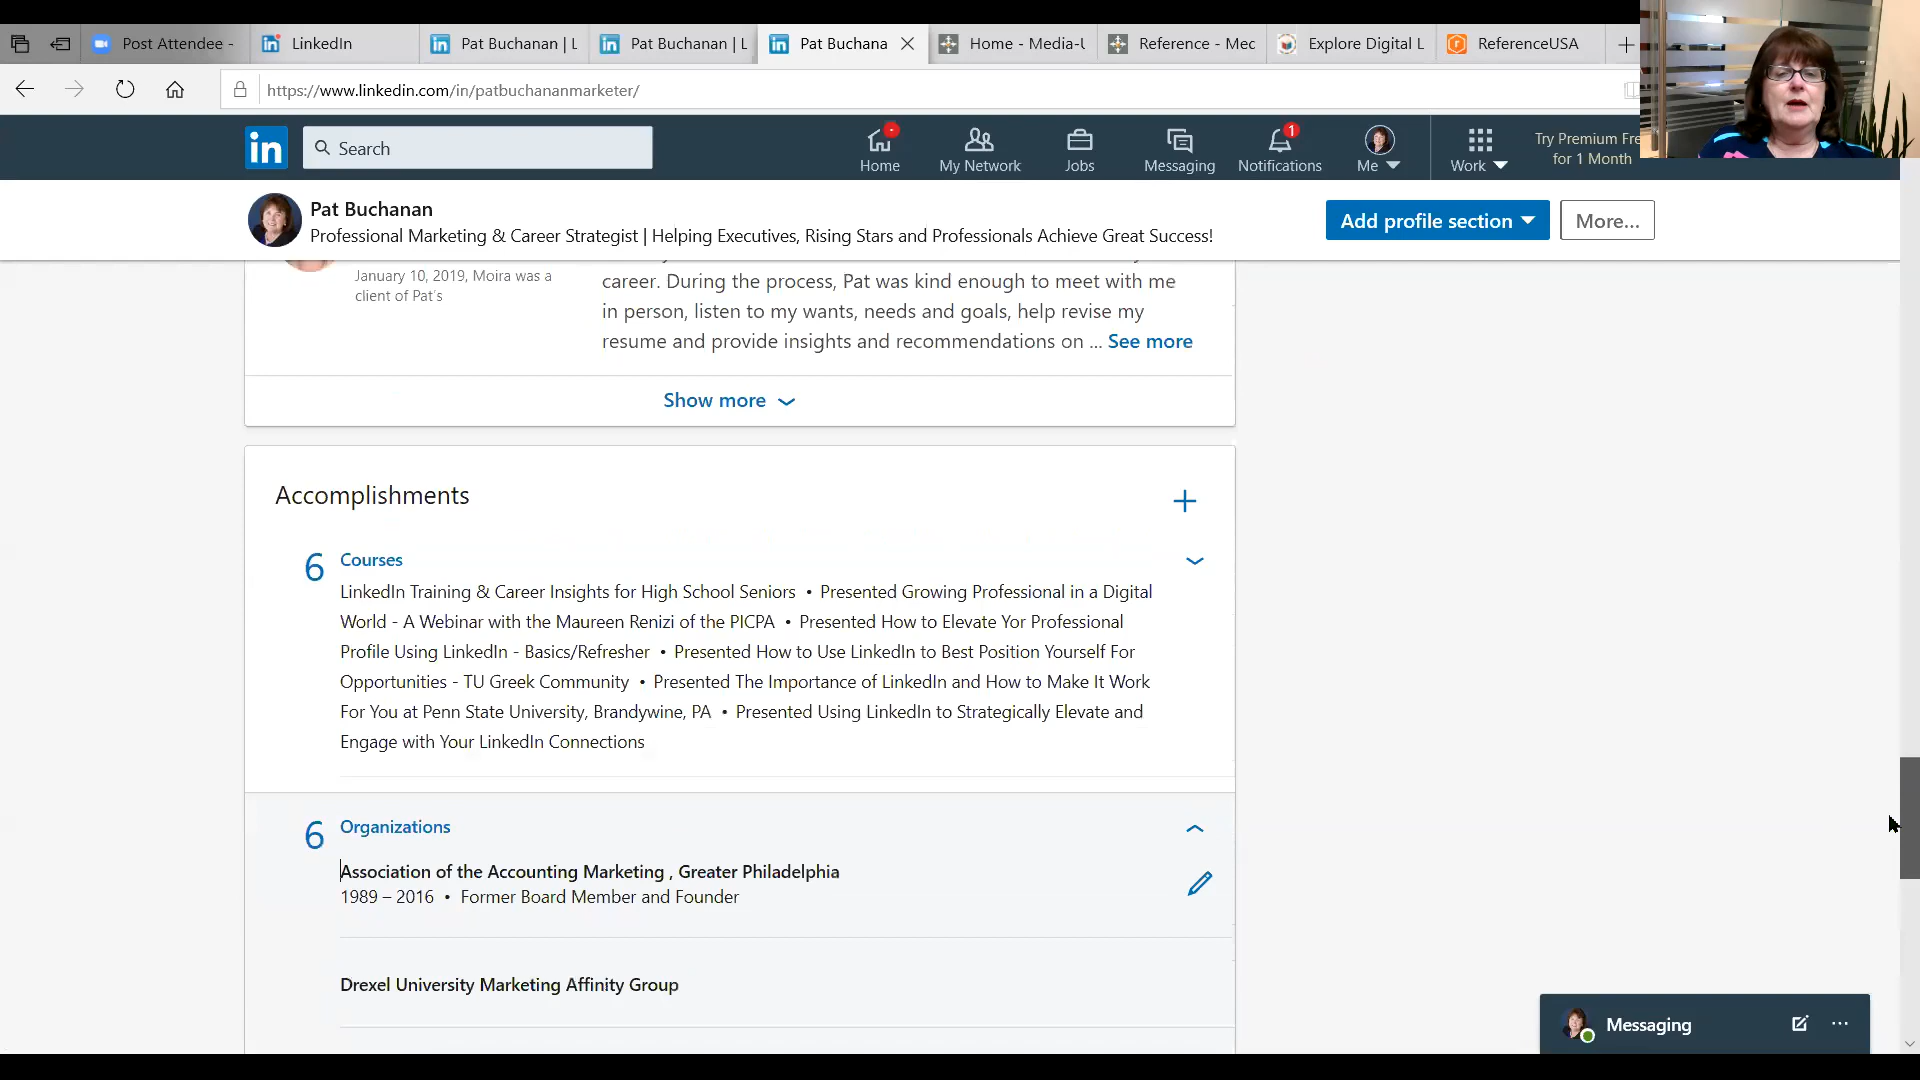 Post Attendee -
LinkedIn
Pat Buchanan | L
Pat Buchanan | L
Pat Buchana
Home - Media-U
Reference - Mec
Explore Digital L
ReferenceUSA
https://www.linkedin.com/in/patbuchananmarketer/
in
Search
Home
My Network
Jobs
Messaging
1
Notifications
Me
Work
Try Premium Fre
for 1 Month
Pat Buchanan
Professional Marketing & Career Strategist | Helping Executives, Rising Stars and Professionals Achieve Great Success!
Add profile section
More...
January 10, 2019, Moira was a
client of Pat's
career. During the process, Pat was kind enough to meet with me
in person, listen to my wants, needs and goals, help revise my
resume and provide insights and recommendations on ... See more
Show more
Accomplishments
6 Courses
LinkedIn Training & Career Insights for High School Seniors • Presented Growing Professional in a Digital
World - A Webinar with the Maureen Renizi of the PICPA • Presented How to Elevate Yor Professional
Profile Using LinkedIn - Basics/Refresher • Presented How to Use LinkedIn to Best Position Yourself For
Opportunities - TU Greek Community • Presented The Importance of LinkedIn and How to Make It Work
For You at Penn State University, Brandywine, PA • Presented Using LinkedIn to Strategically Elevate and
Engage with Your LinkedIn Connections
6 Organizations
Association of the Accounting Marketing , Greater Philadelphia
1989 – 2016 • Former Board Member and Founder
Drexel University Marketing Affinity Group
Messaging